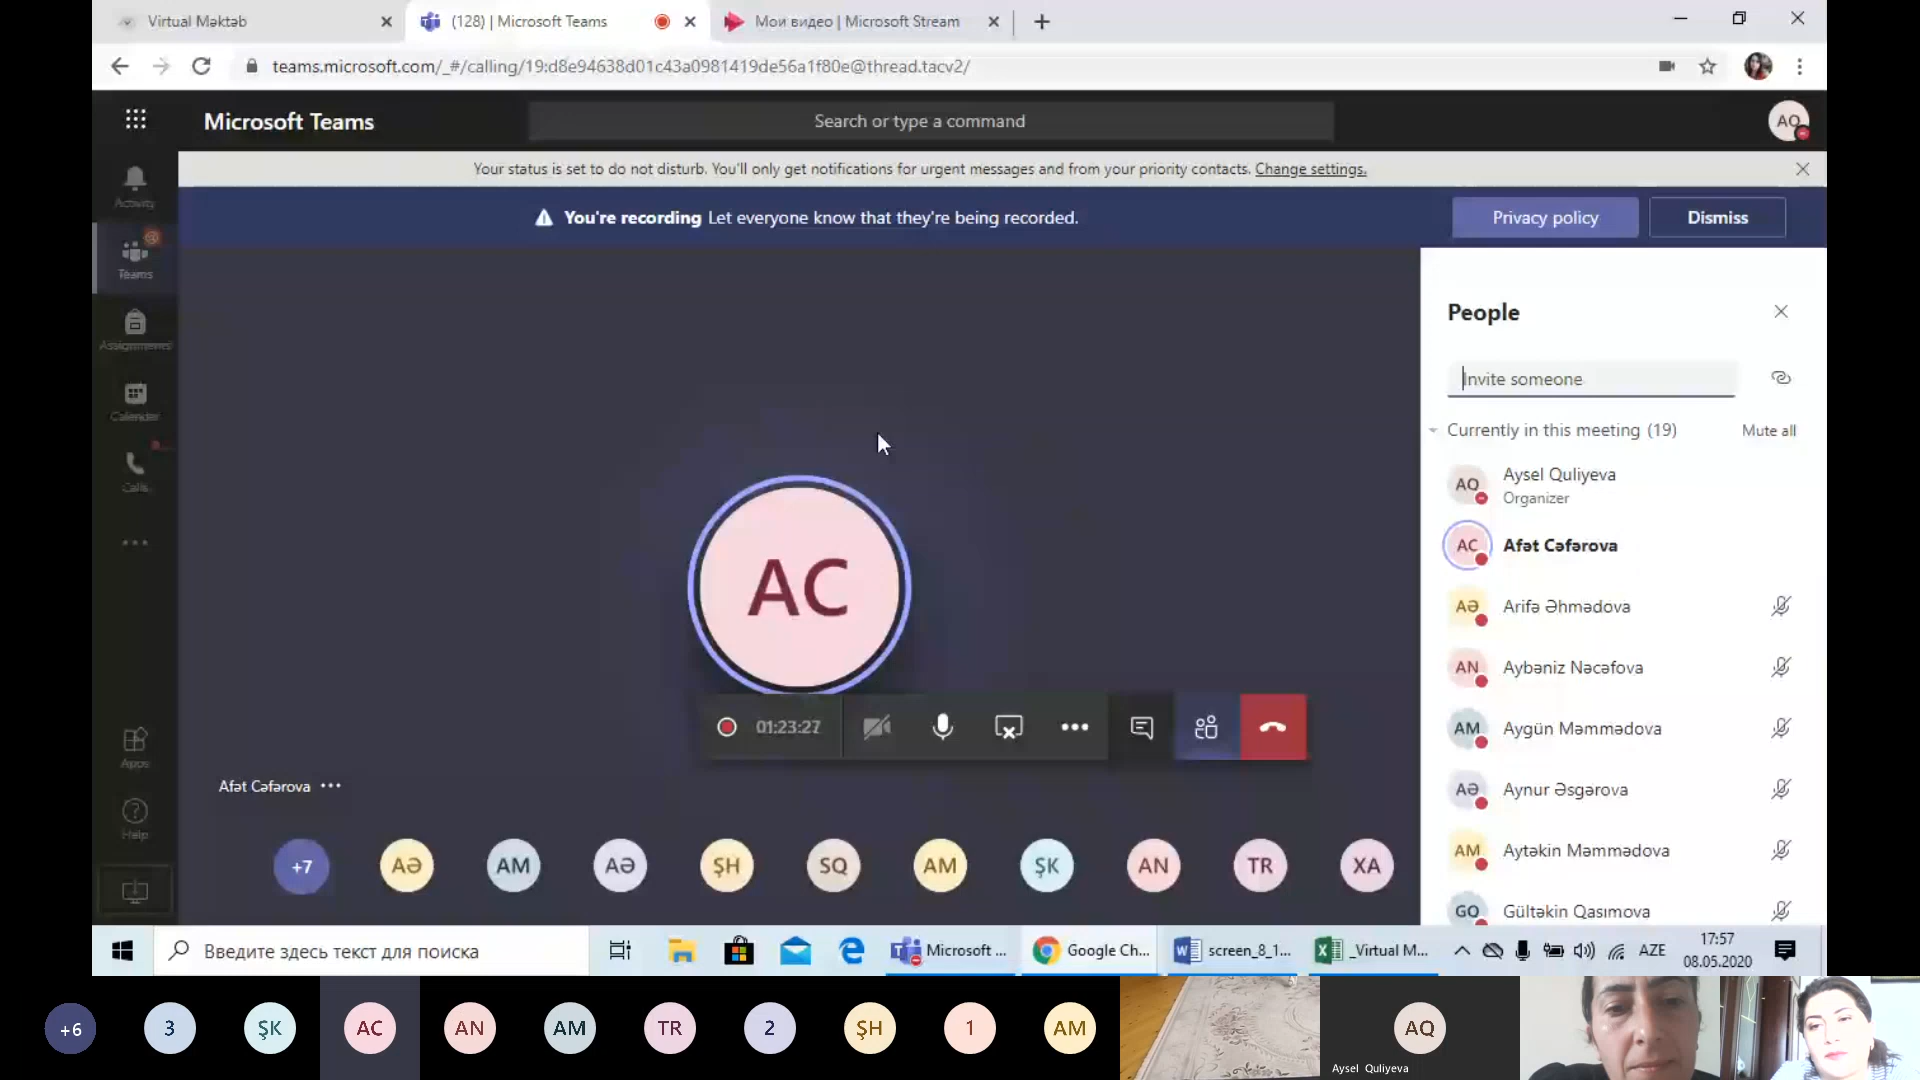 Virtual Məktəb
(128) | Microsoft Teams
Мои видео | Microsoft Stream
teams.microsoft.com/_#/calling/19:d8e94638d01c43a0981419de56a1f80e@thread.tacv2/
Microsoft Teams
Search or type a command
AQ
Your status is set to do not disturb. You'll only get notifications for urgent messages and from your priority contacts. Change settings.
You're recording Let everyone know that they're being recorded.
Privacy policy
Dismiss
Activity
Teams
Assignments
Calendar
Calls
Apps
Help
People
Invite someone
Currently in this meeting (19)
Mute all
AQ
Aysel Quliyeva
Organizer
AC
Afət Cəfərova
AƏ
Arifə Əhmədova
AN
Aybəniz Nəcəfova
AM
Aygün Məmmədova
AƏ
Aynur Əsgərova
AM
Aytəkin Məmmədova
GQ
Gültəkin Qasımova
AC
01:23:27
Afət Cəfərova
+7
AƏ
AM
AƏ
ŞH
SQ
AM
ŞK
AN
TR
XA
Введите здесь текст для поиска
Microsoft ...
Google Ch...
screen_8_1...
_Virtual M...
AZE
17:57
08.05.2020
+6
3
ŞK
AC
AN
AM
TR
2
ŞH
1
AM
AQ
Aysel Quliyeva